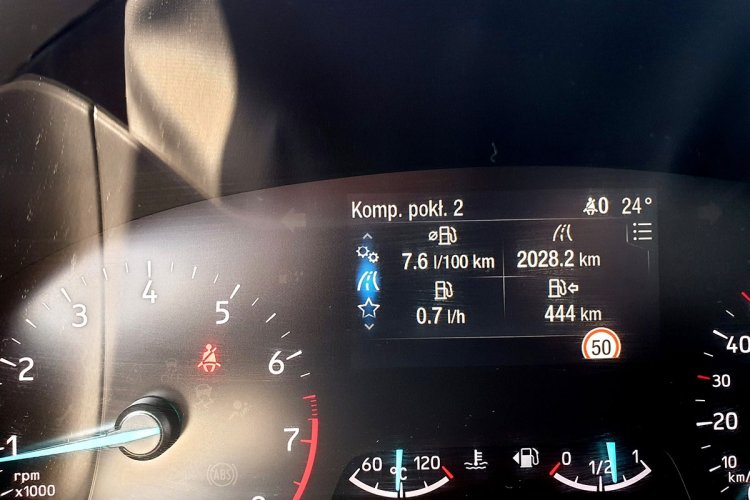 Komp. pokł. 2 0 24°
7.6 l/100 km 2028.2 km
0.7 l/h 444 km
50
1 2 3 4 5 6 7 8
rpm
x1000
ABS
60 °C 120
0 1/2 1
40
30
20
10
km/